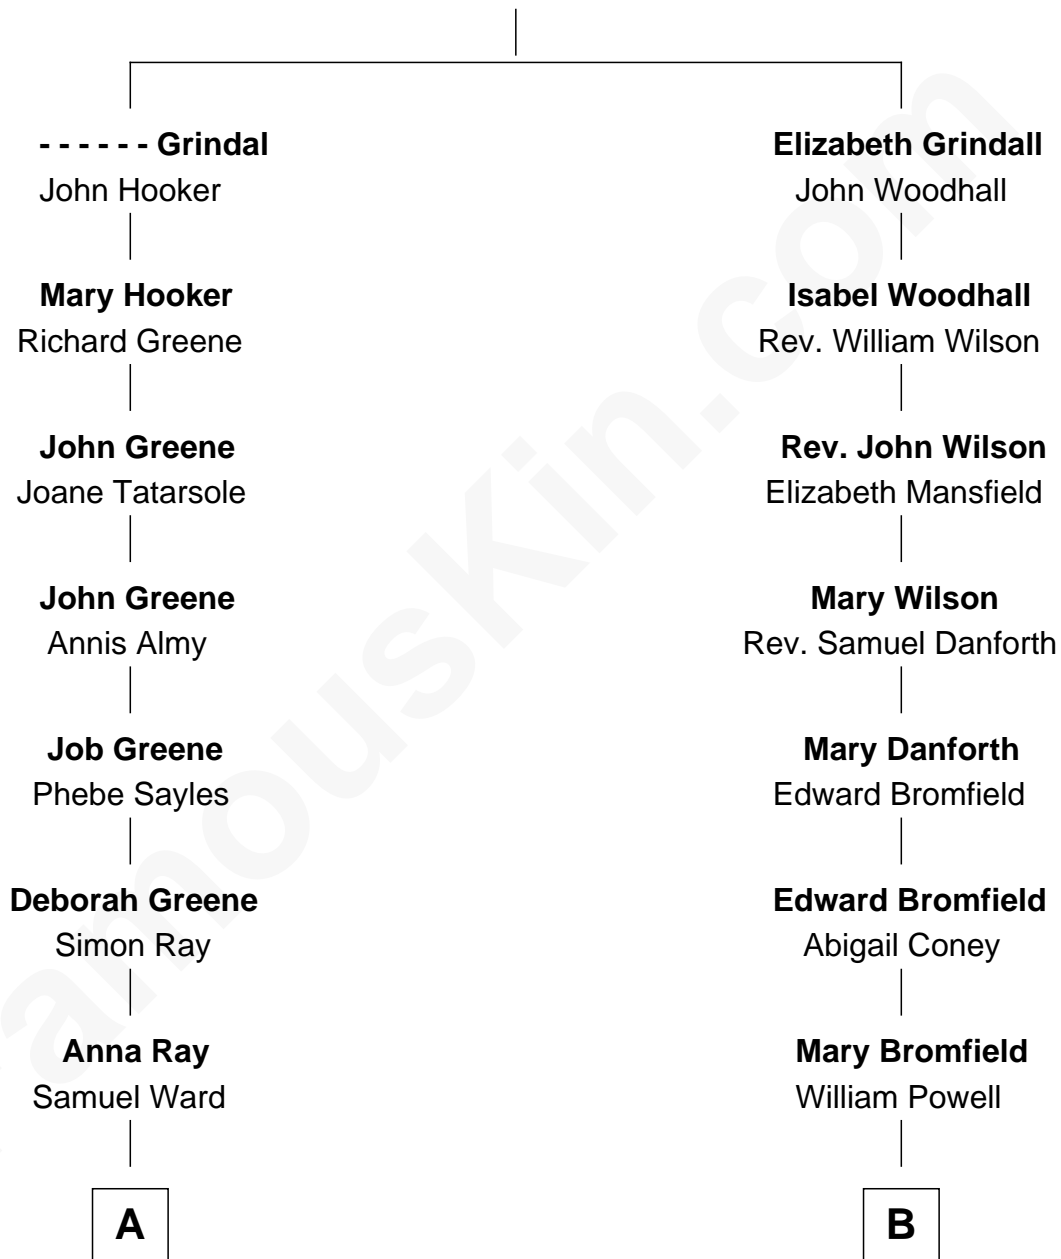 - - - - - - Grindal
John Hooker
Mary Hooker
Richard Greene
John Greene
Joane Tatarsole
John Greene
Annis Almy
Job Greene
Phebe Sayles
Deborah Greene
Simon Ray
Anna Ray
Samuel Ward
A
Elizabeth Grindall
John Woodhall
Isabel Woodhall
Rev. William Wilson
Rev. John Wilson
Elizabeth Mansfield
Mary Wilson
Rev. Samuel Danforth
Mary Danforth
Edward Bromfield
Edward Bromfield
Abigail Coney
Mary Bromfield
William Powell
B
amouskin.com